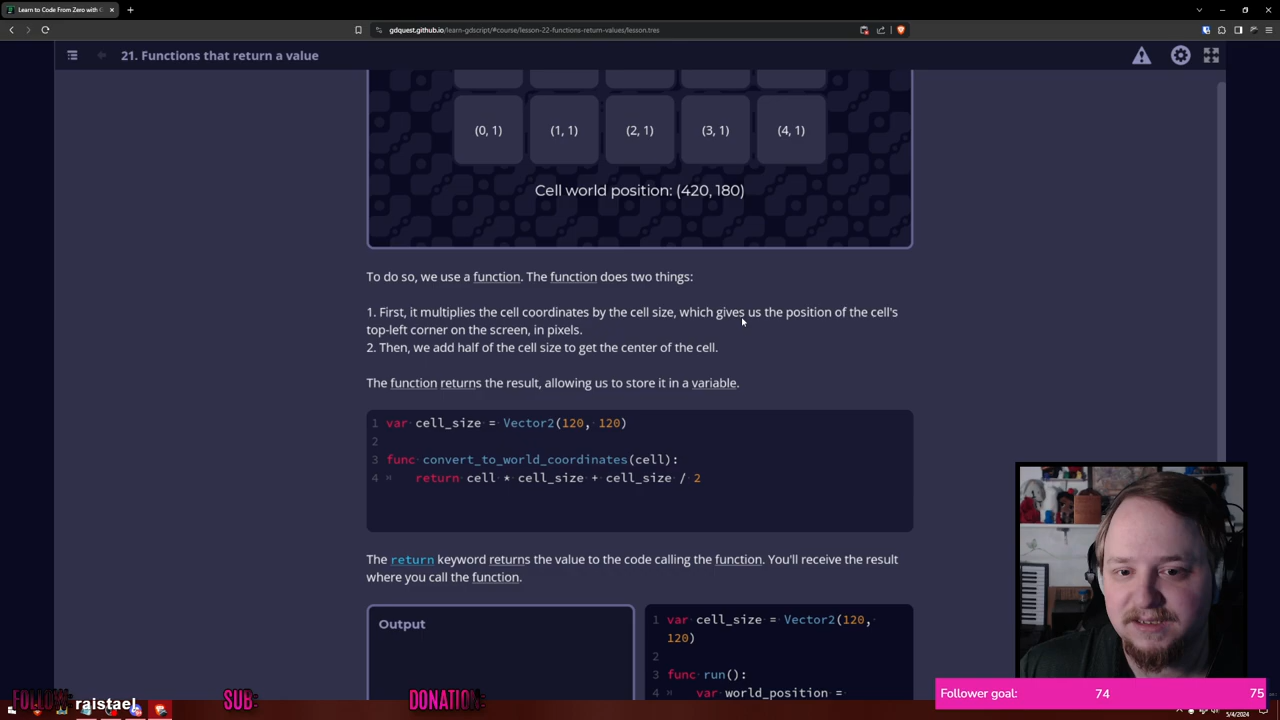 Learn to Code From Zero with
gdquest.github.io/learn-gdscript/#course/lesson-22-functions-return-values/lesson.tres
21. Functions that return a value
(0, 1) (1, 1) (2, 1) (3, 1) (4, 1)
Cell world position: (420, 180)
To do so, we use a function. The function does two things:
1. First, it multiplies the cell coordinates by the cell size, which gives us the position of the cell's
top-left corner on the screen, in pixels.
2. Then, we add half of the cell size to get the center of the cell.
The function returns the result, allowing us to store it in a variable.
1 var cell_size = Vector2(120, 120)
2
3 func convert_to_world_coordinates(cell):
4 return cell * cell_size + cell_size / 2
The return keyword returns the value to the code calling the function. You'll receive the result
where you call the function.
Output
1 var cell_size = Vector2(120,
120)
2
3 func run():
4 var world_position =
FOLLOW: raistael SUB: DONATION:
Follower goal: 74 75
5/4/2024